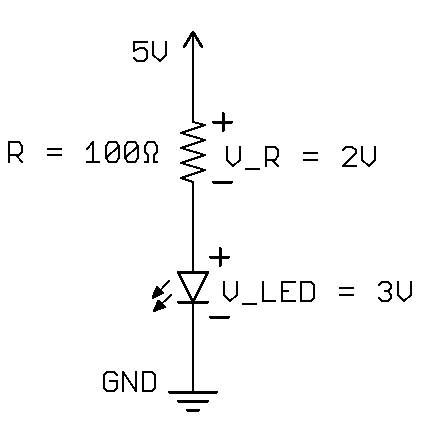 5V
+
R = 100Ω
V_R = 2V
−
+
V_LED = 3V
−
GND